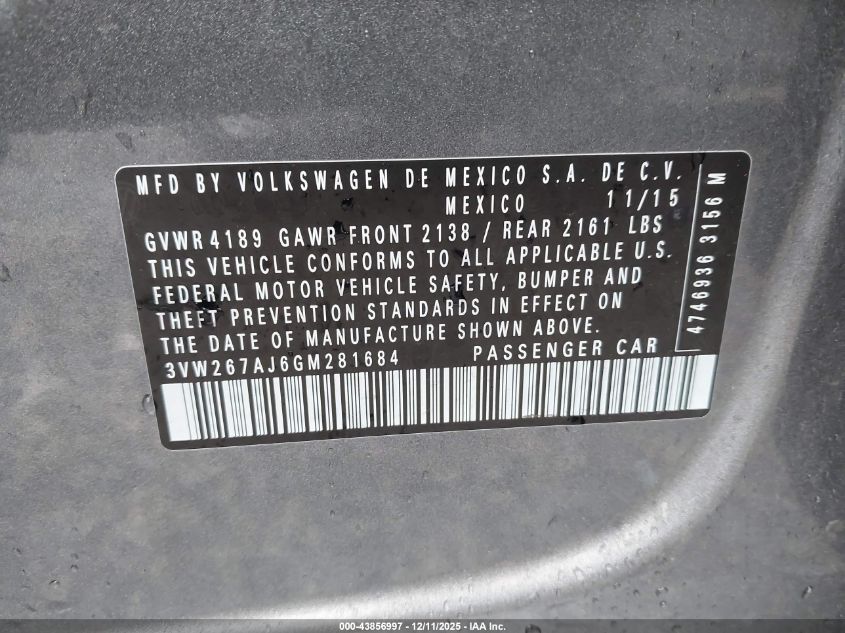 MFD BY VOLKSWAGEN DE MEXICO S.A. DE C.V.
MEXICO 11/15
GVWR 4189 GAWR FRONT 2138 / REAR 2161 LBS
THIS VEHICLE CONFORMS TO ALL APPLICABLE U.S.
FEDERAL MOTOR VEHICLE SAFETY, BUMPER AND
THEFT PREVENTION STANDARDS IN EFFECT ON
THE DATE OF MANUFACTURE SHOWN ABOVE.
3VW267AJ6GM281684 PASSENGER CAR
4746936 3156 M
000-43856997 - 12/11/2025 - IAA Inc.